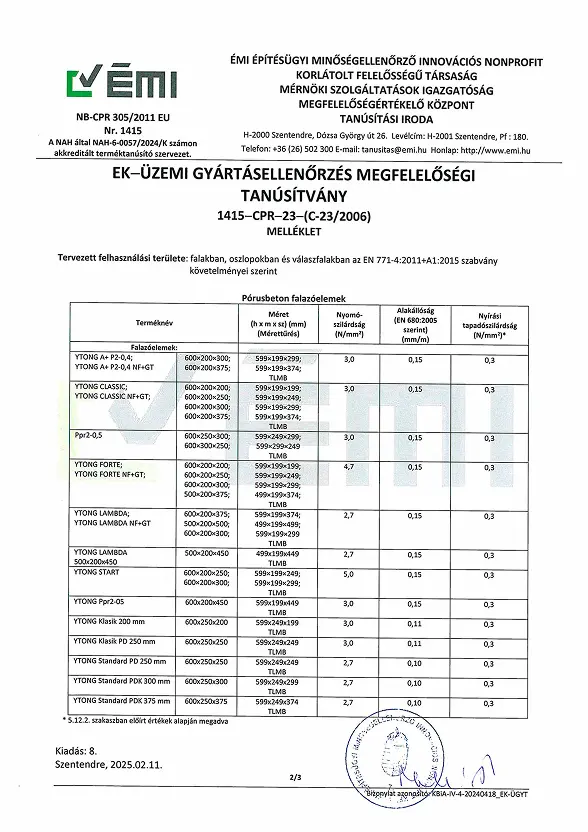 ÉMI
NB-CPR 305/2011 EU
Nr. 1415
A NAH által NAH-6-0057/2024/K számon
akkreditált terméktanúsító szervezet.
ÉMI ÉPÍTÉSÜGYI MINŐSÉGELLENŐRZŐ INNOVÁCIÓS NONPROFIT
KORLÁTOLT FELELŐSSÉGŰ TÁRSASÁG
MÉRNÖKI SZOLGÁLTATÁSOK IGAZGATÓSÁG
MEGFELELŐSÉGÉRTÉKELŐ KÖZPONT
TANÚSÍTÁSI IRODA
H-2000 Szentendre, Dózsa György út 26. Levélcím: H-2001 Szentendre, Pf : 180.
Telefon: +36 (26) 502 300 E-mail: tanusitas@emi.hu Honlap: http://www.emi.hu
EK–ÜZEMI GYÁRTÁSELLENŐRZÉS MEGFELELŐSÉGI
TANÚSÍTVÁNY
1415–CPR–23–(C-23/2006)
MELLÉKLET
Tervezett felhasználási területe: falakban, oszlopokban és válaszfalakban az EN 771-4:2011+A1:2015 szabvány
követelményei szerint
Pórusbeton falazóelemek
Terméknév Méret (h x m x sz) (mm) (Mérettűrés) Nyomó-szilárdság (N/mm²) Alakállóság (EN 680:2005 szerint) (mm/m) Nyírási tapadószilárdság (N/mm²)*
Falazóelemek:
YTONG A+ P2-0,4; 600×200×300; 599×199×299; 3,0 0,15 0,3
YTONG A+ P2-0,4 NF+GT 600×200×375; 599×199×374;
TLMB
YTONG CLASSIC; 600×200×200; 599×199×199; 3,0 0,15 0,3
YTONG CLASSIC NF+GT; 600×200×250; 599×199×249;
600×200×300; 599×199×299;
600×200×375; 599×199×374;
TLMB
Ppr2-0,5 600×250×300; 599×249×299; 3,0 0,15 0,3
600×300×250; 599×299×249
TLMB
YTONG FORTE; 600×200×200; 599×199×199; 4,7 0,15 0,3
YTONG FORTE NF+GT; 600×200×250; 599×199×249;
600×200×300; 599×199×299;
500×200×375; 499×199×374;
TLMB
YTONG LAMBDA; 600×200×375; 599×199×374; 2,7 0,15 0,3
YTONG LAMBDA NF+GT 500×200×500; 499×199×499;
600×200×300; 599×199×299
TLMB
YTONG LAMBDA 500×200×450 499x199x449 2,7 0,15 0,3
500x200x450 TLMB
YTONG START 600×200×250; 599×199×249; 5,0 0,15 0,3
600×200×300; 599×199×299;
TLMB
YTONG Ppr2-05 600x200x450 599x199x449 3,0 0,15 0,3
TLMB
YTONG Klasik 200 mm 600x250x200 599x249x199 3,0 0,11 0,3
TLMB
YTONG Klasik PD 250 mm 600x250x250 599x249x249 3,0 0,11 0,3
TLMB
YTONG Standard PD 250 mm 600x250x250 599x249x249 2,7 0,10 0,3
TLMB
YTONG Standard PDK 300 mm 600x250x300 599x249x299 2,7 0,10 0,3
TLMB
YTONG Standard PDK 375 mm 600x250x375 599x249x374 2,7 0,10 0,3
TLMB
* 5.12.2. szakaszban előírt értékek alapján megadva
Kiadás: 8.
Szentendre, 2025.02.11.
2/3
Bizonylat azonosító: KBIA-IV-4-20240418_EK-ÜGYT